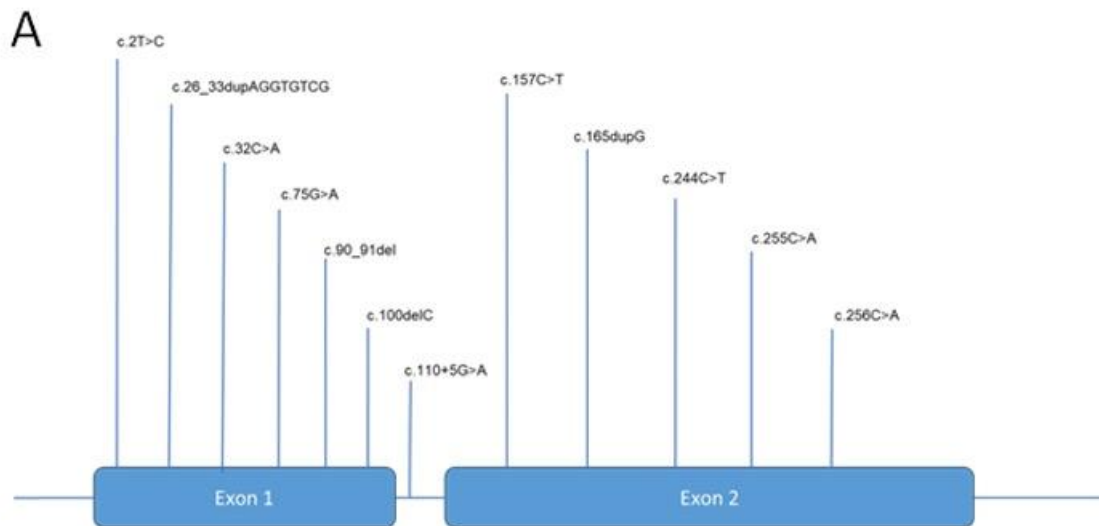 A
c.2T>C
c.26_33dupAGGTGTCG
c.32C>A
c.75G>A
c.90_91del
c.100delC
c.110+5G>A
c.157C>T
c.165dupG
c.244C>T
c.255C>A
c.256C>A
Exon 1
Exon 2